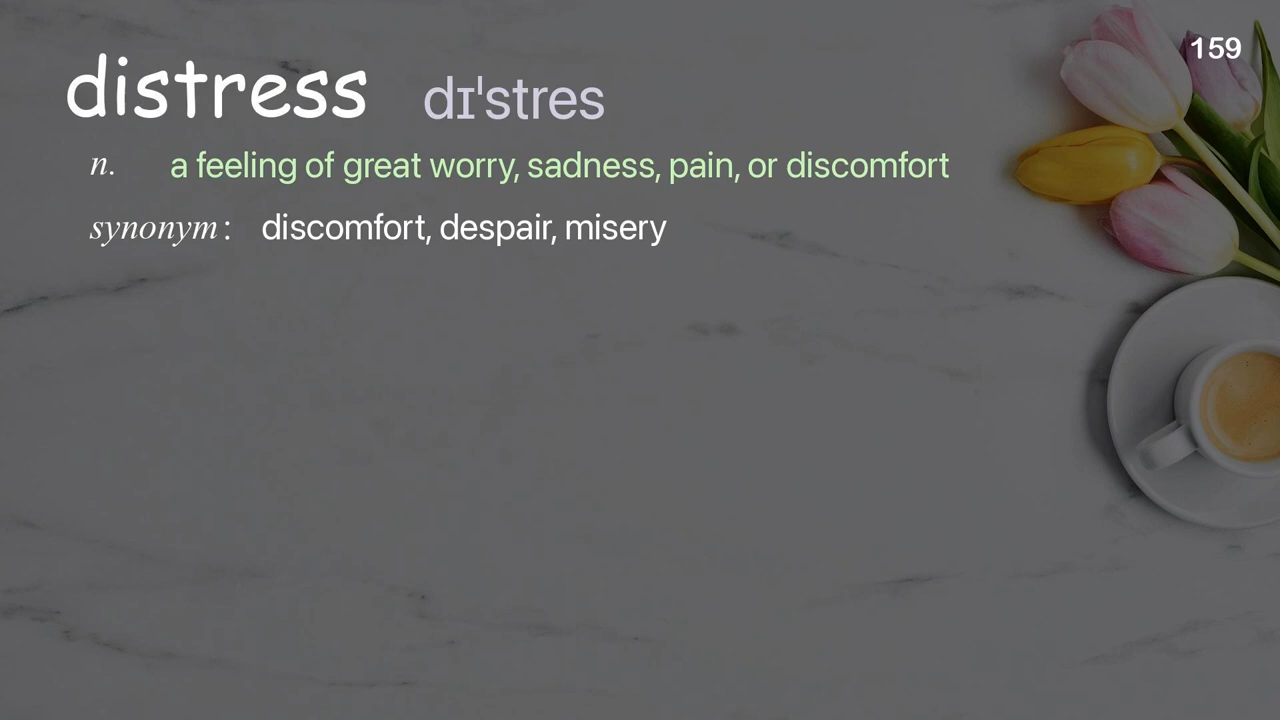 159
distress dɪˈstres
n. a feeling of great worry, sadness, pain, or discomfort
synonym : discomfort, despair, misery